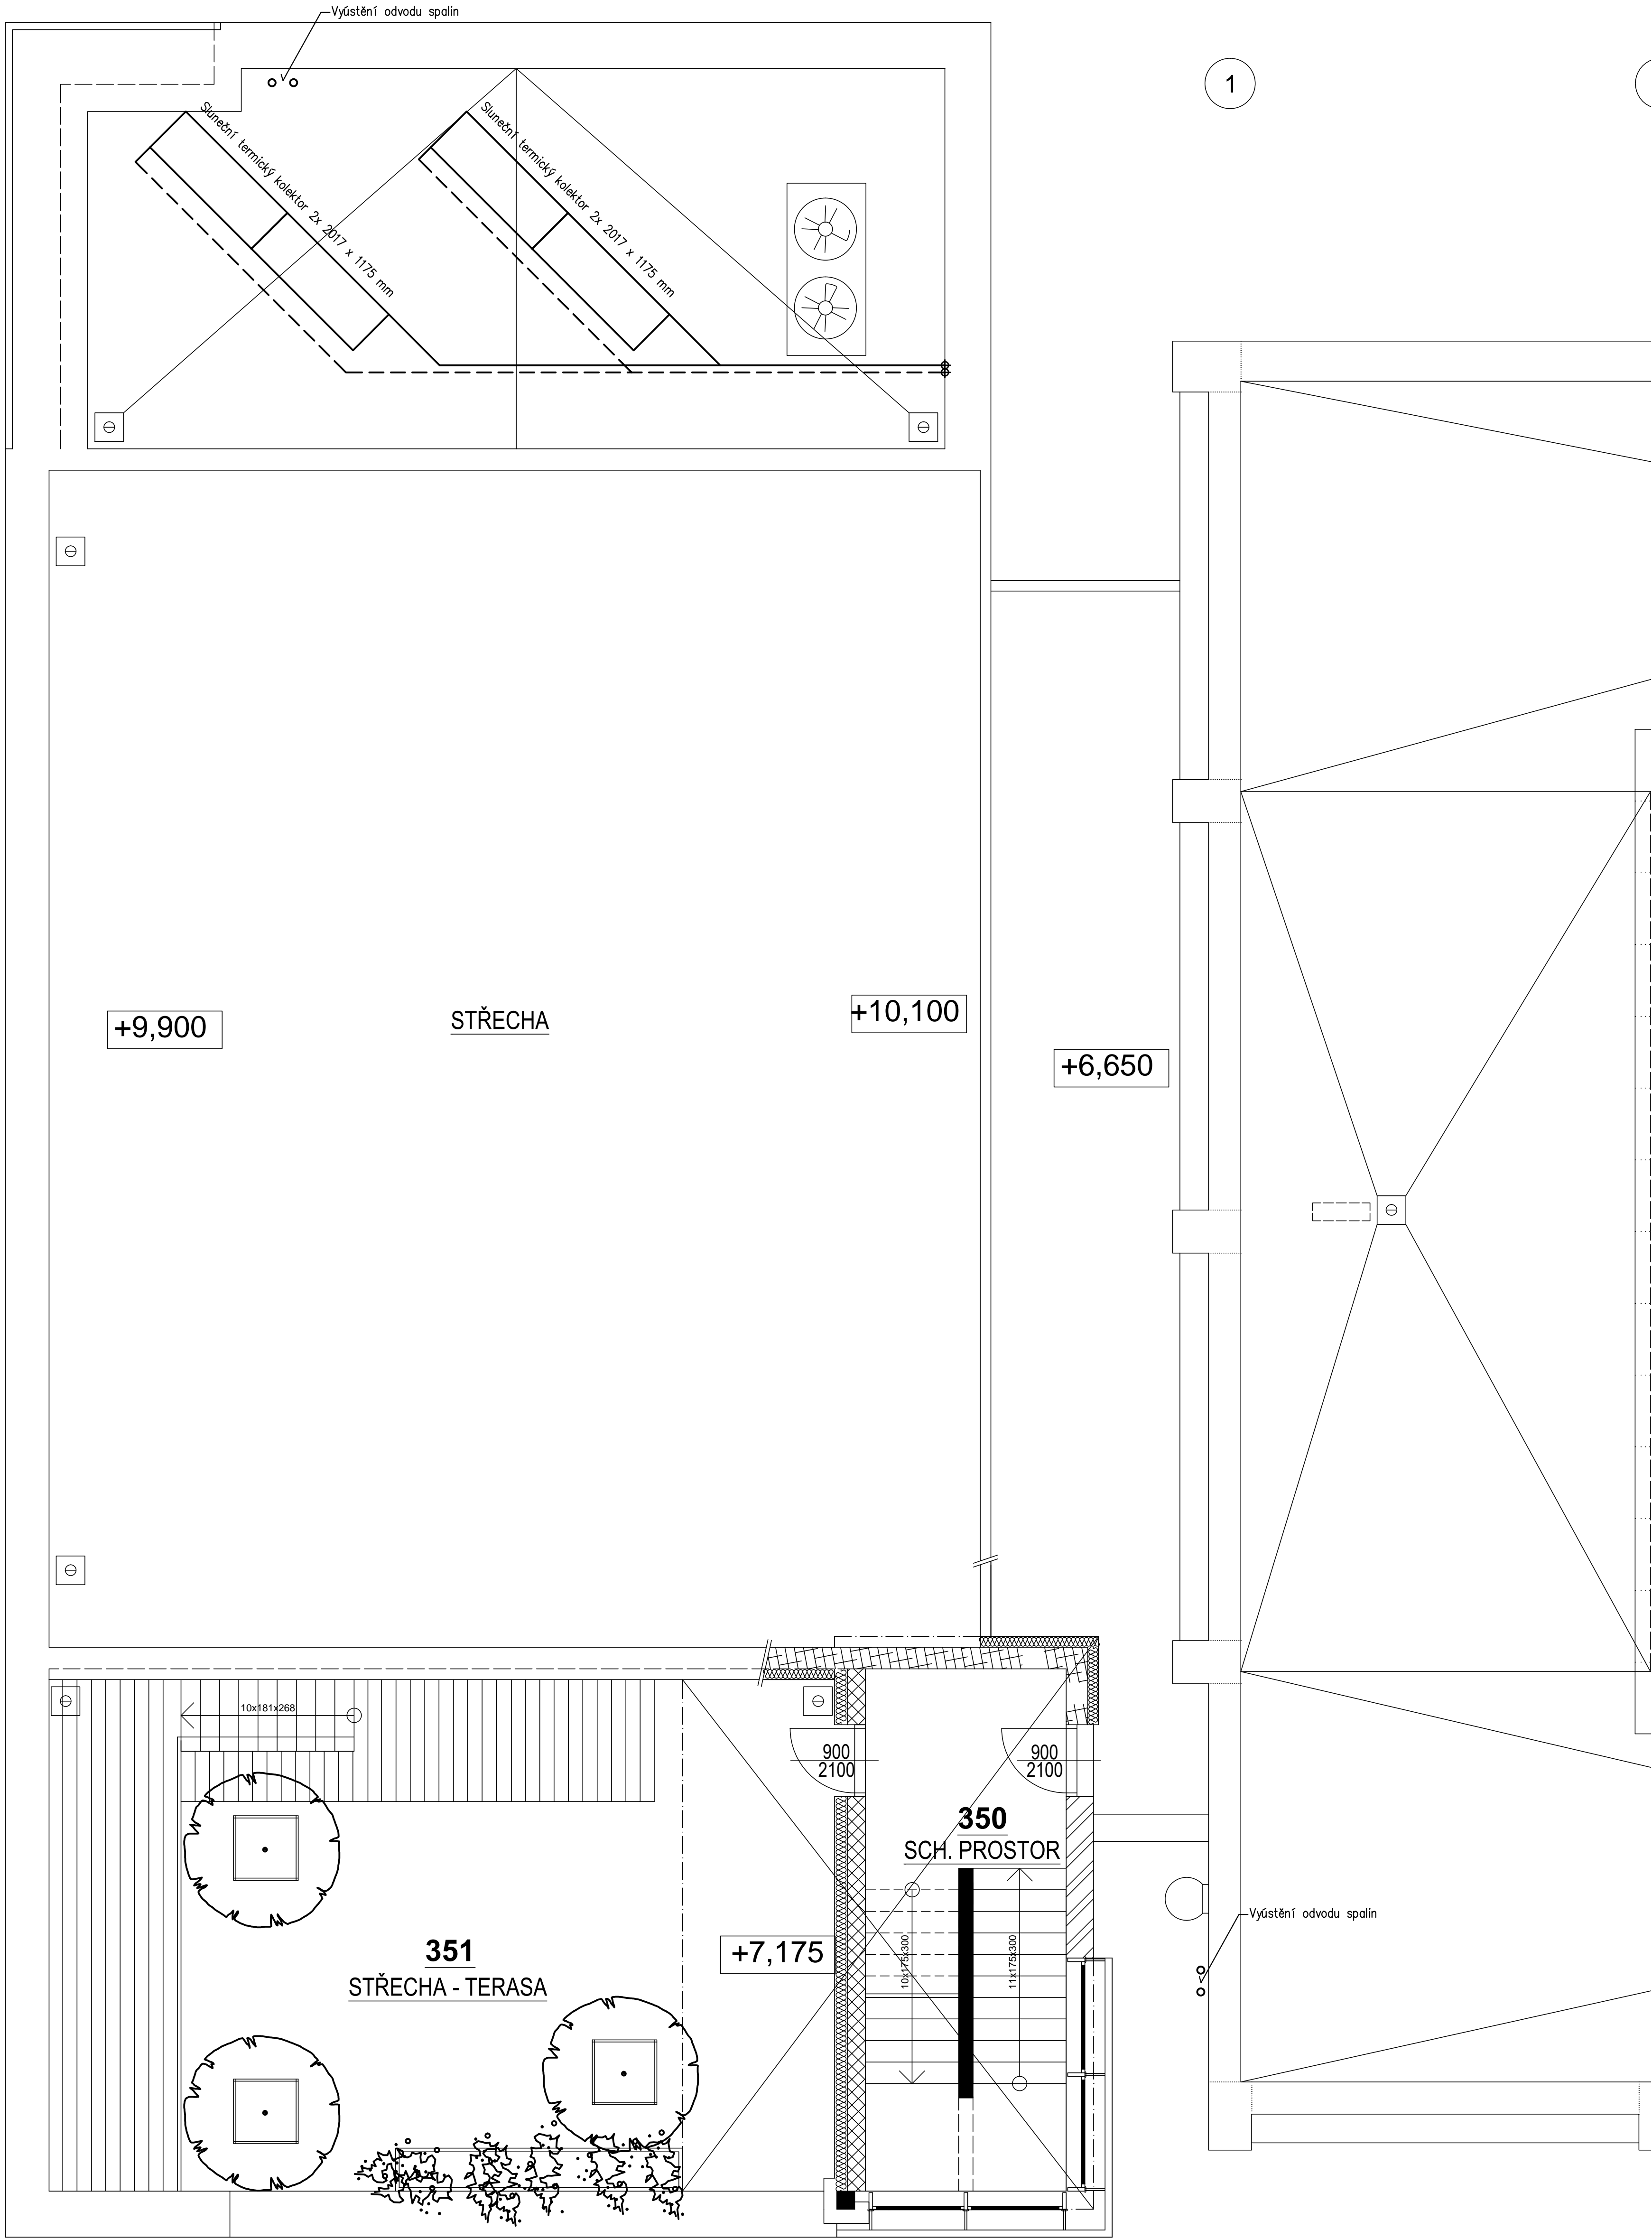 Vyústění odvodu spalin
1
Sluneční termický kolektor 2x 2017 x 1175 mm
Sluneční termický kolektor 2x 2017 x 1175 mm
+9,900
STŘECHA
+10,100
+6,650
10x181x268
900
2100
900
2100
350
SCH. PROSTOR
351
STŘECHA - TERASA
+7,175
10x175x300
11x175x300
Vyústění odvodu spalin